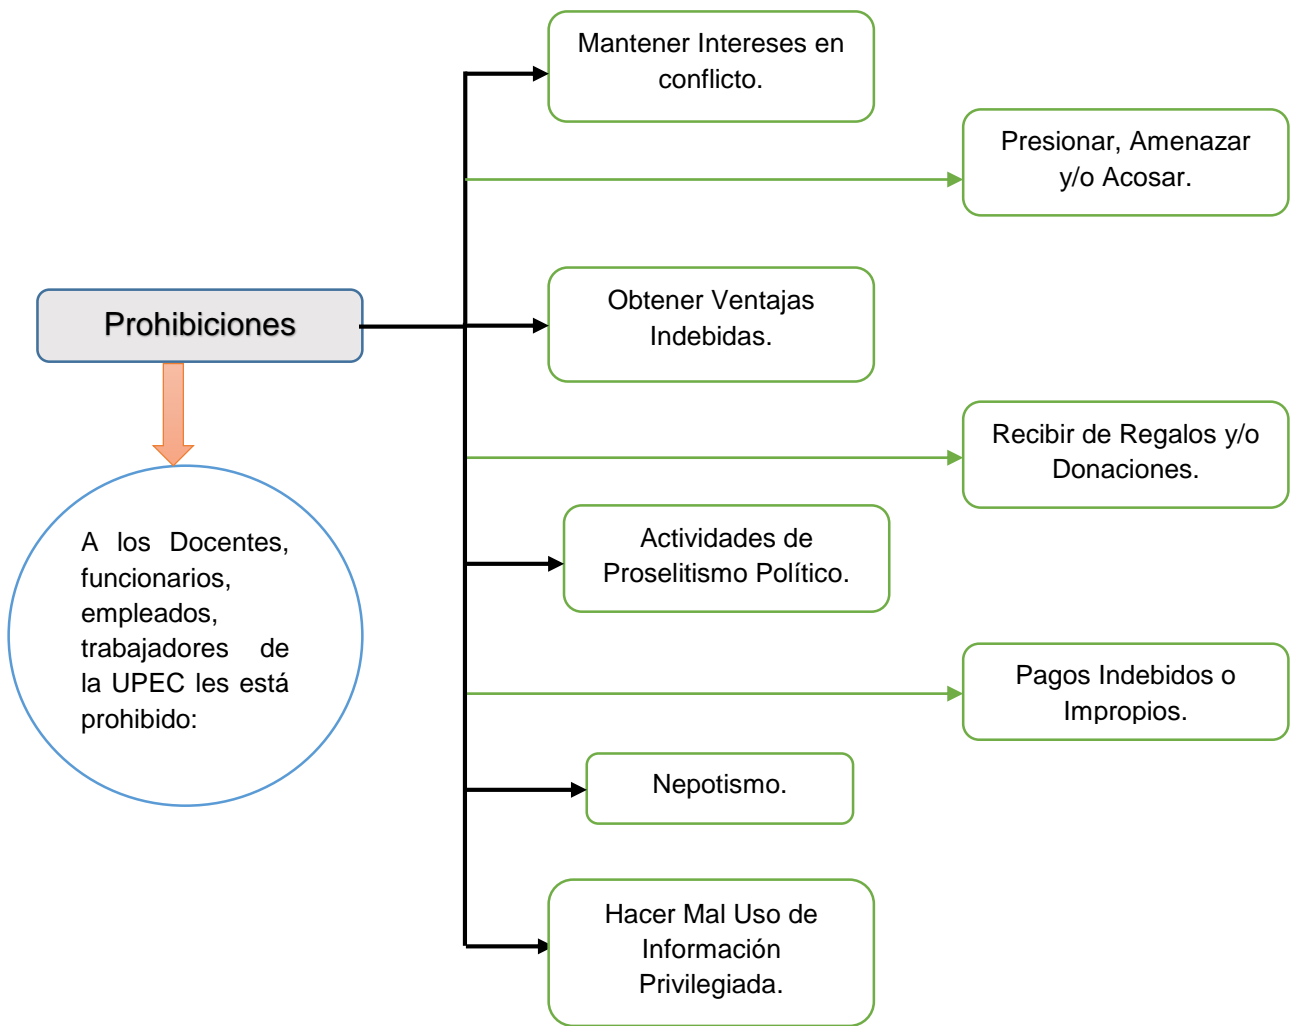 Mantener Intereses en
conflicto.
Presionar, Amenazar
y/o Acosar.
Obtener Ventajas
Indebidas.
Prohibiciones
Recibir de Regalos y/o
Donaciones.
A los Docentes,
funcionarios,
empleados,
trabajadores de
la UPEC les está
prohibido:
Actividades de
Proselitismo Político.
Pagos Indebidos o
Impropios.
Nepotismo.
Hacer Mal Uso de
Información
Privilegiada.